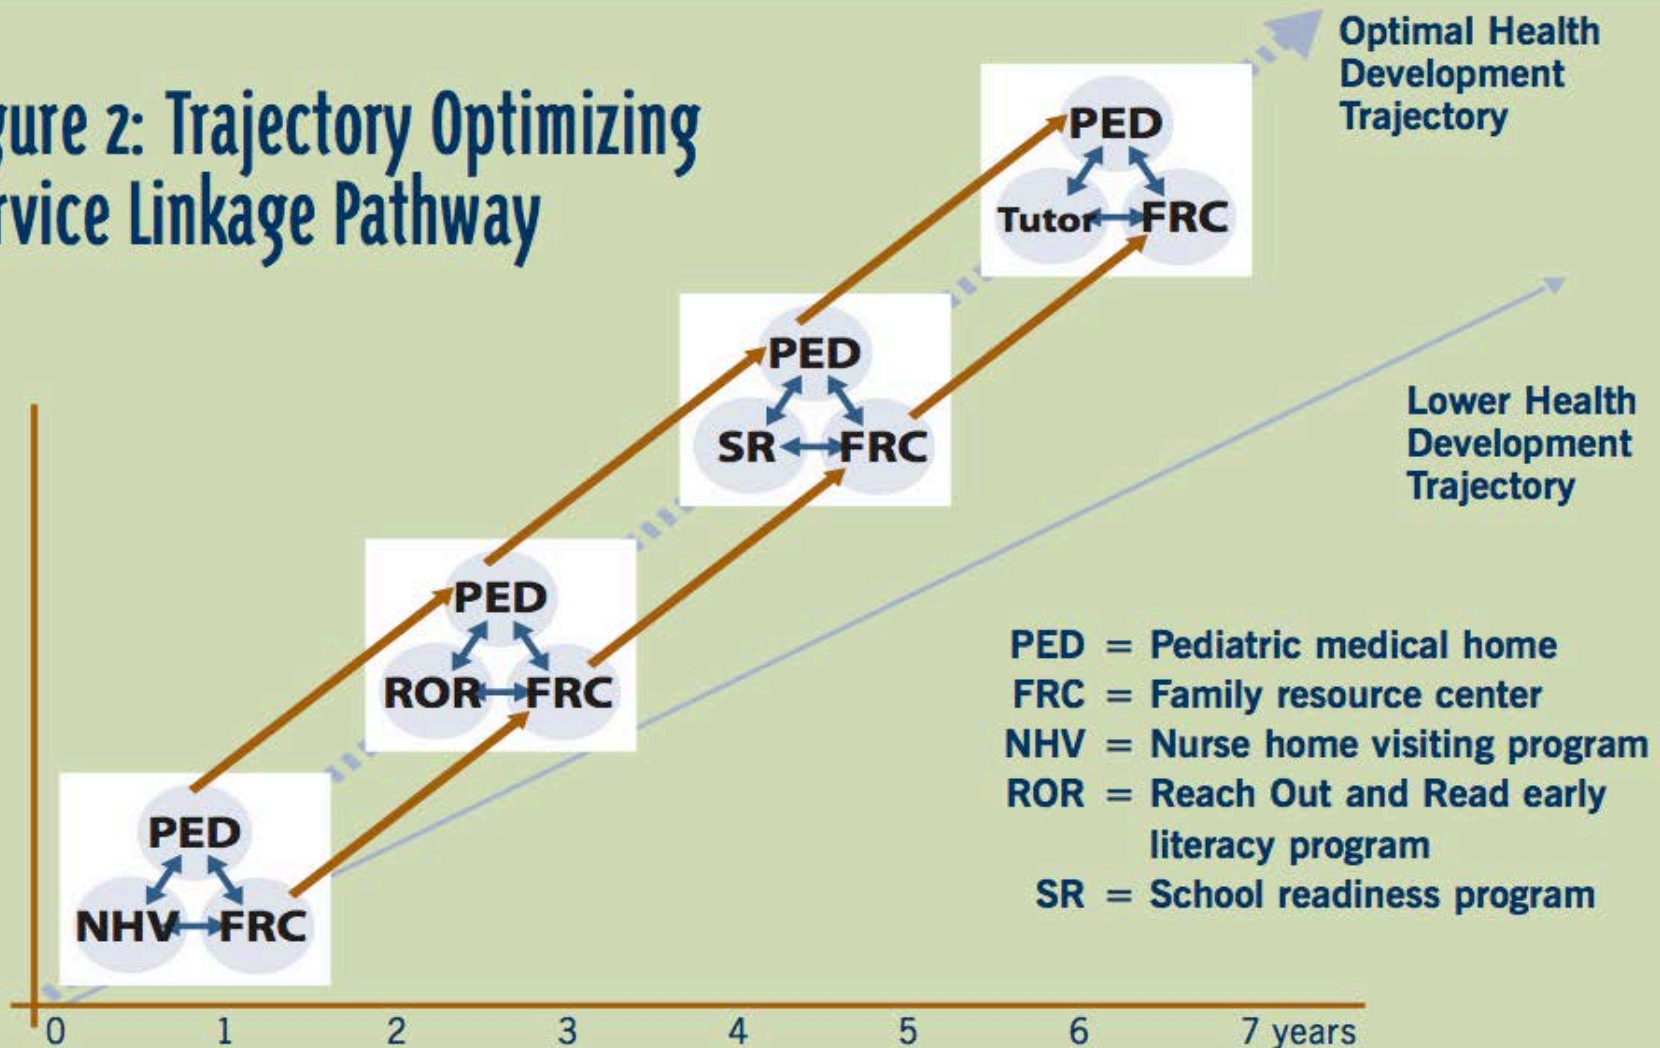 gure 2: Trajectory Optimizing
rvice Linkage Pathway
Optimal Health
Development
Trajectory
PED
Tutor FRC
PED
SR FRC
Lower Health
Development
Trajectory
PED
ROR FRC
PED
NHV FRC
PED = Pediatric medical home
FRC = Family resource center
NHV = Nurse home visiting program
ROR = Reach Out and Read early
literacy program
SR = School readiness program
0 1 2 3 4 5 6 7 years